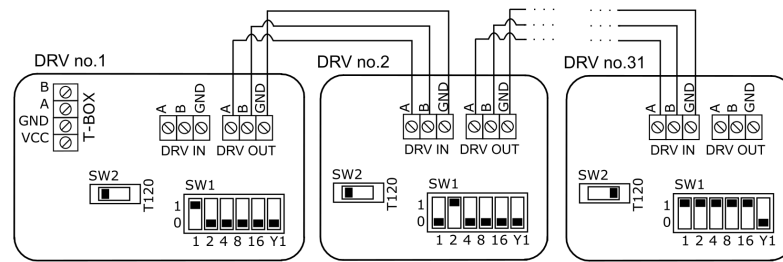 DRV no.1
B
A
GND
VCC
T-BOX
A
B
GND
DRV IN
A
B
GND
DRV OUT
SW2
T120
SW1
1
0
1 2 4 8 16 Y1
DRV no.2
A
B
GND
DRV IN
A
B
GND
DRV OUT
SW2
T120
SW1
1
0
1 2 4 8 16 Y1
DRV no.31
A
B
GND
DRV IN
A
B
GND
DRV OUT
SW2
T120
SW1
1
0
1 2 4 8 16 Y1